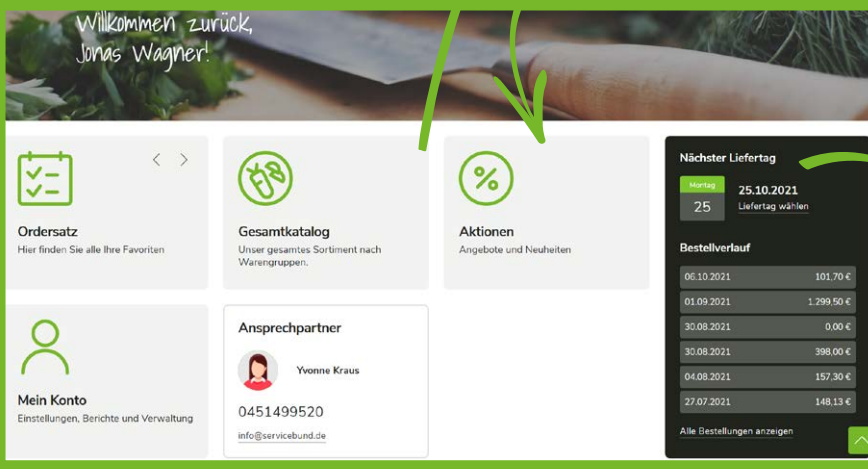 Willkommen zurück,
Jonas Wagner!
Ordersatz
Hier finden Sie alle Ihre Favoriten
Gesamtkatalog
Unser gesamtes Sortiment nach
Warengruppen.
%
Aktionen
Angebote und Neuheiten
Mein Konto
Einstellungen, Berichte und Verwaltung
Ansprechpartner
Yvonne Kraus
0451499520
info@servicebund.de
Nächster Liefertag
Montag
25
25.10.2021
Liefertag wählen
Bestellverlauf
06.10.2021 101,70 €
01.09.2021 1.299,50 €
30.08.2021 0,00 €
30.08.2021 398,00 €
04.08.2021 157,30 €
27.07.2021 148,13 €
Alle Bestellungen anzeigen